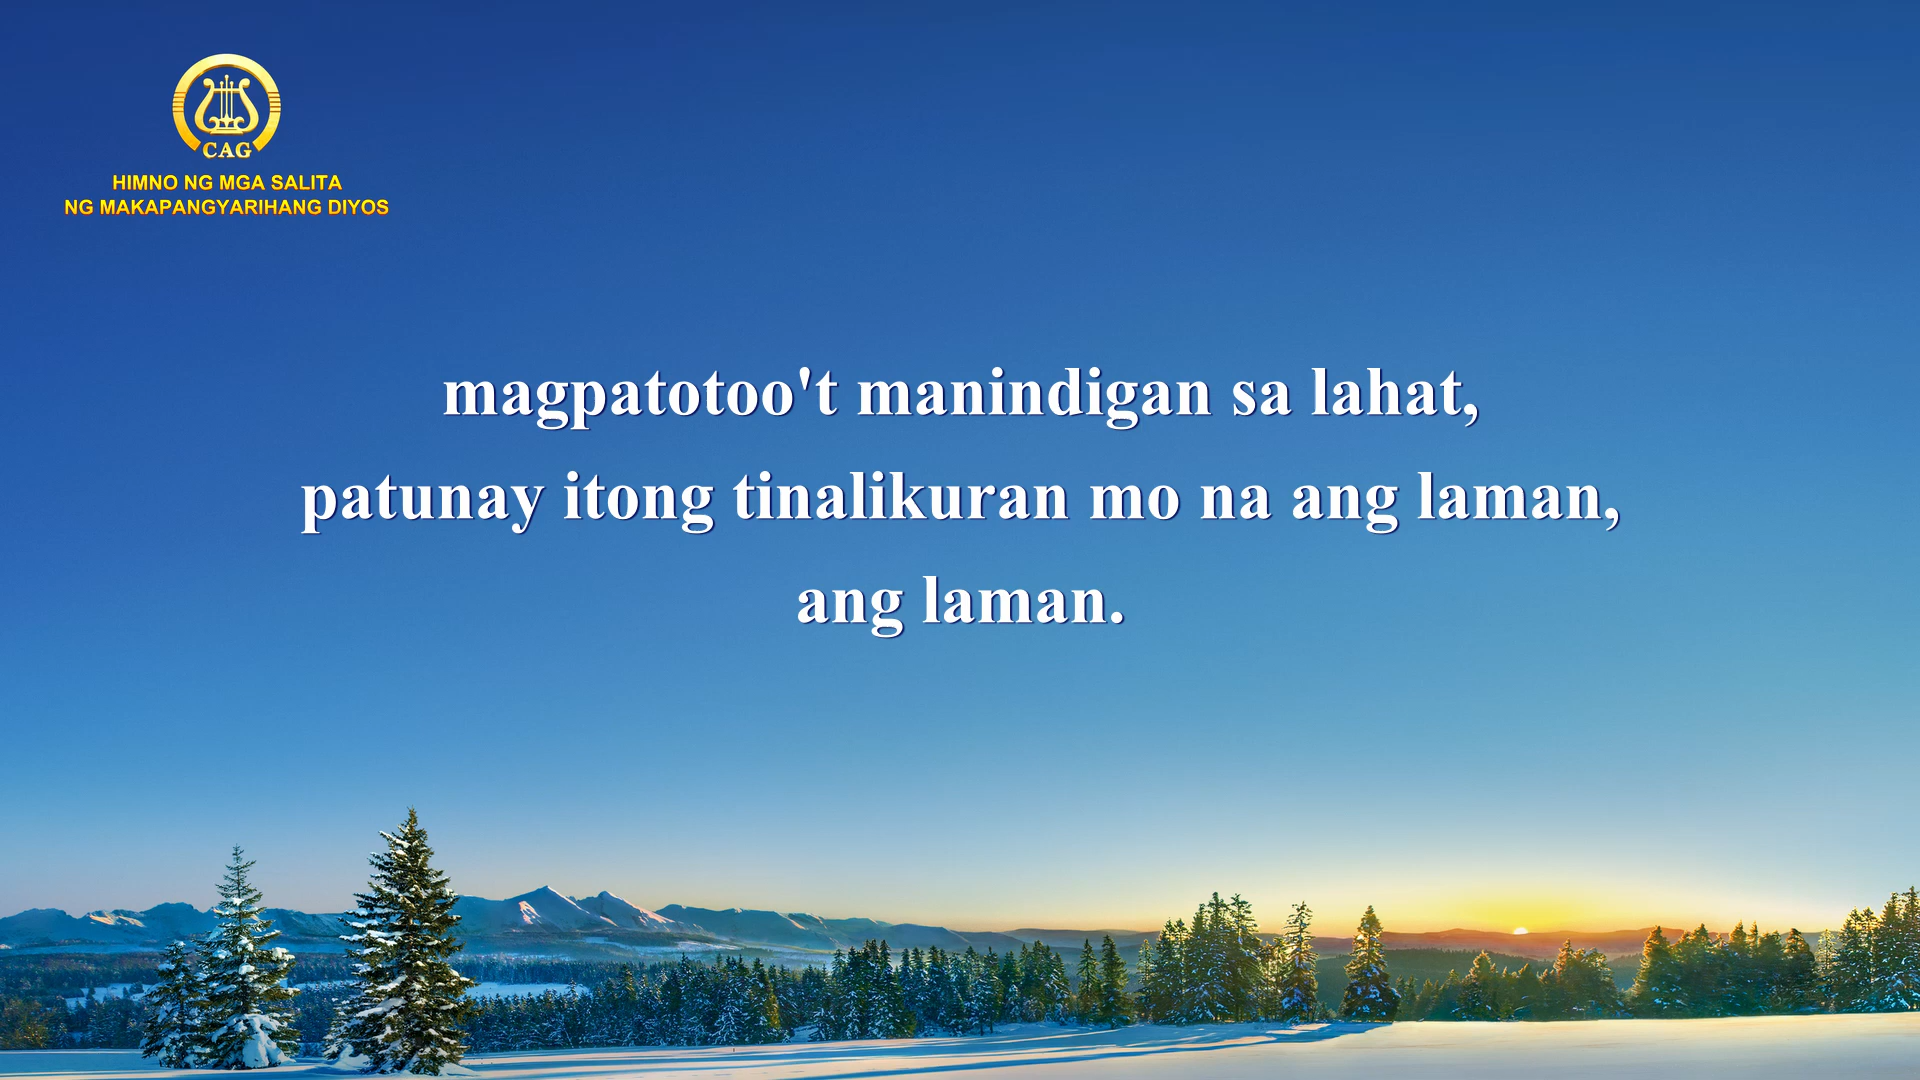 CAG
HIMNO NG MGA SALITA
NG MAKAPANGYARIHANG DIYOS
magpatotoo't manindigan sa lahat,
patunay itong tinalikuran mo na ang laman,
ang laman.